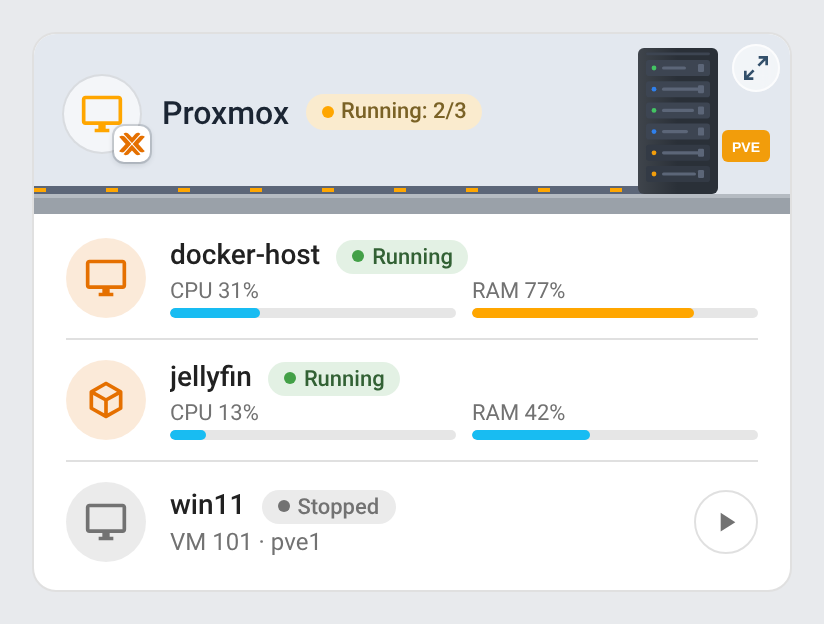 Proxmox
Running: 2/3
PVE
docker-host
Running
CPU 31%
RAM 77%
jellyfin
Running
CPU 13%
RAM 42%
win11
Stopped
VM 101 · pve1